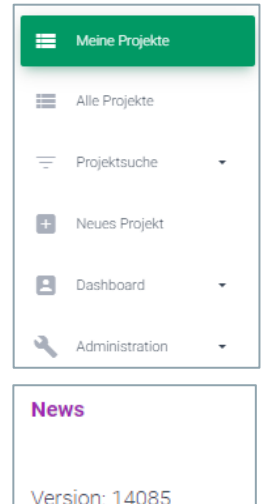 Meine Projekte
Alle Projekte
Projektsuche
Neues Projekt
Dashboard
Administration
News
Version: 14085